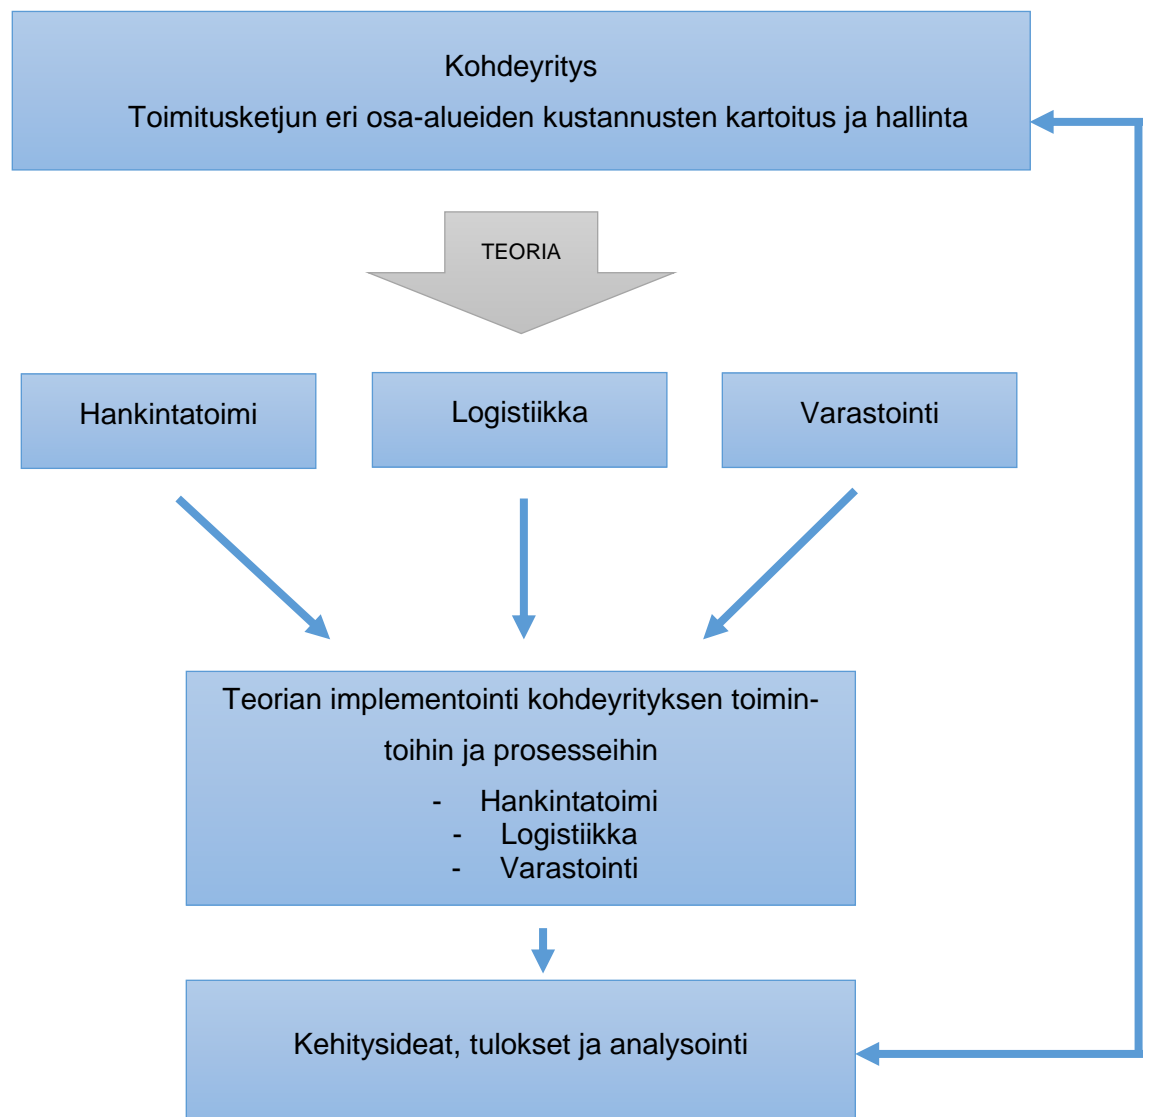 Kohdeyritys
Toimitusketjun eri osa-alueiden kustannusten kartoitus ja hallinta
TEORIA
Hankintatoimi
Logistiikka
Varastointi
Teorian implementointi kohdeyrityksen toimin-
toihin ja prosesseihin
- Hankintatoimi
- Logistiikka
- Varastointi
Kehitysideat, tulokset ja analysointi